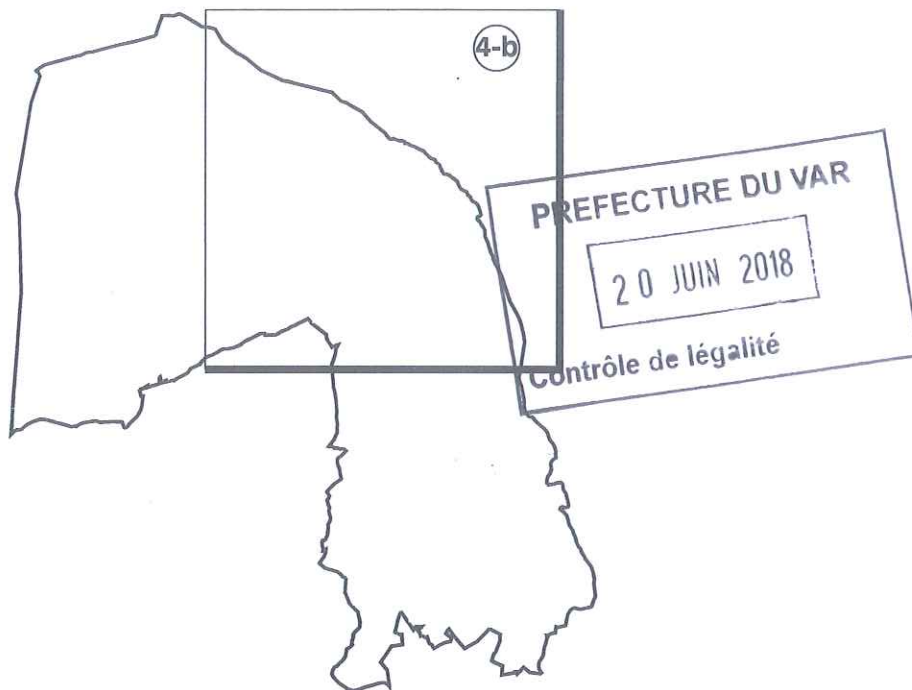 4-b
PREFECTURE DU VAR
20 JUIN 2018
Contrôle de légalité